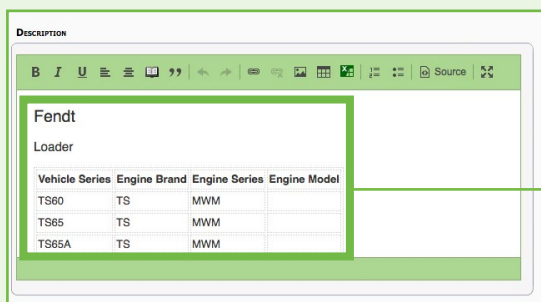 DESCRIPTION
B I U Source
Fendt
Loader
Vehicle Series Engine Brand Engine Series Engine Model
TS60 TS MWM
TS65 TS MWM
TS65A TS MWM